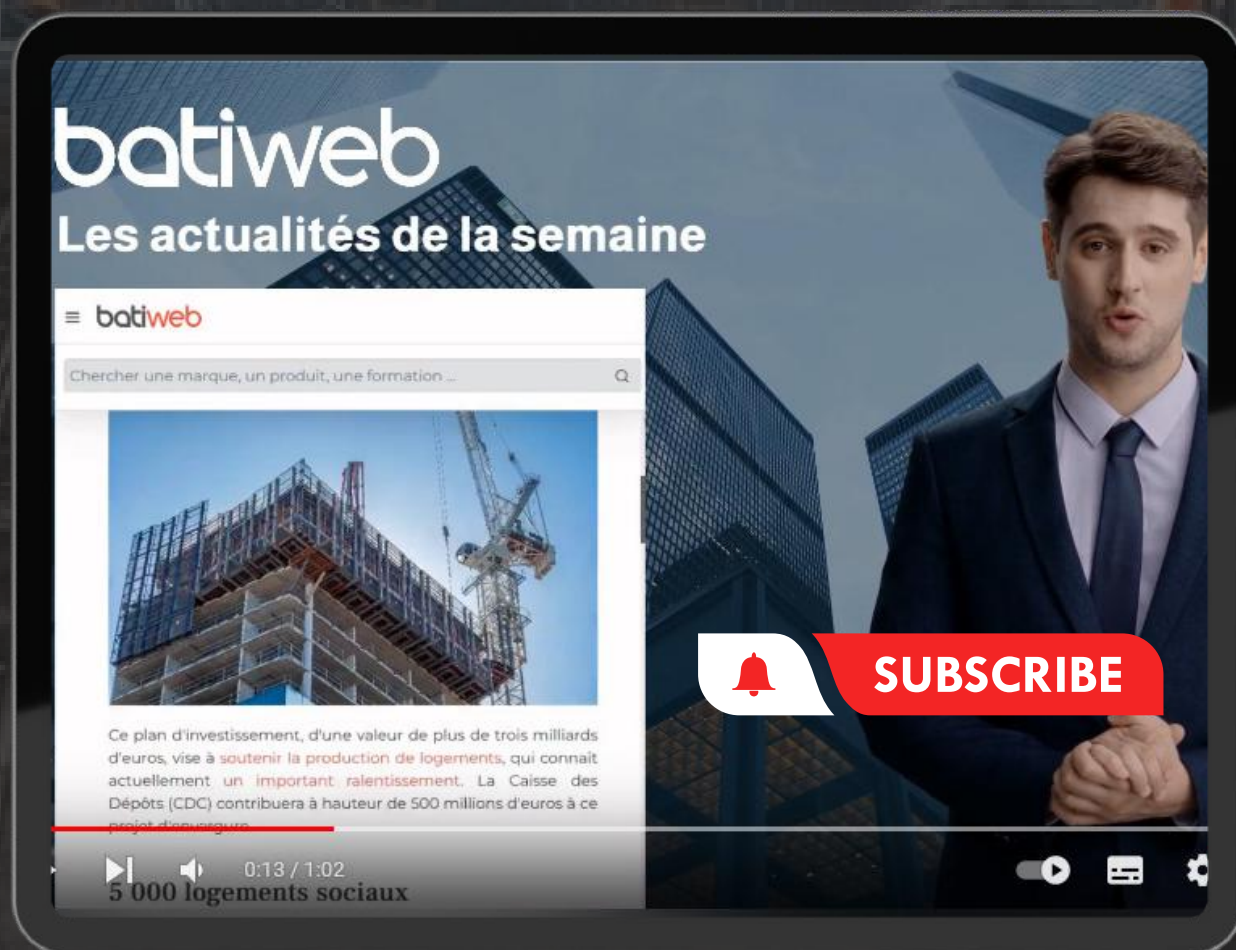 batiweb
Les actualités de la semaine
batiweb
Chercher une marque, un produit, une formation ...
Ce plan d'investissement, d'une valeur de plus de trois milliards
d'euros, vise à soutenir la production de logements, qui connaît
actuellement un important ralentissement. La Caisse des
Dépôts (CDC) contribuera à hauteur de 500 millions d'euros à ce
projet d'envergure.
SUBSCRIBE
0:13 / 1:02
5 000 logements sociaux